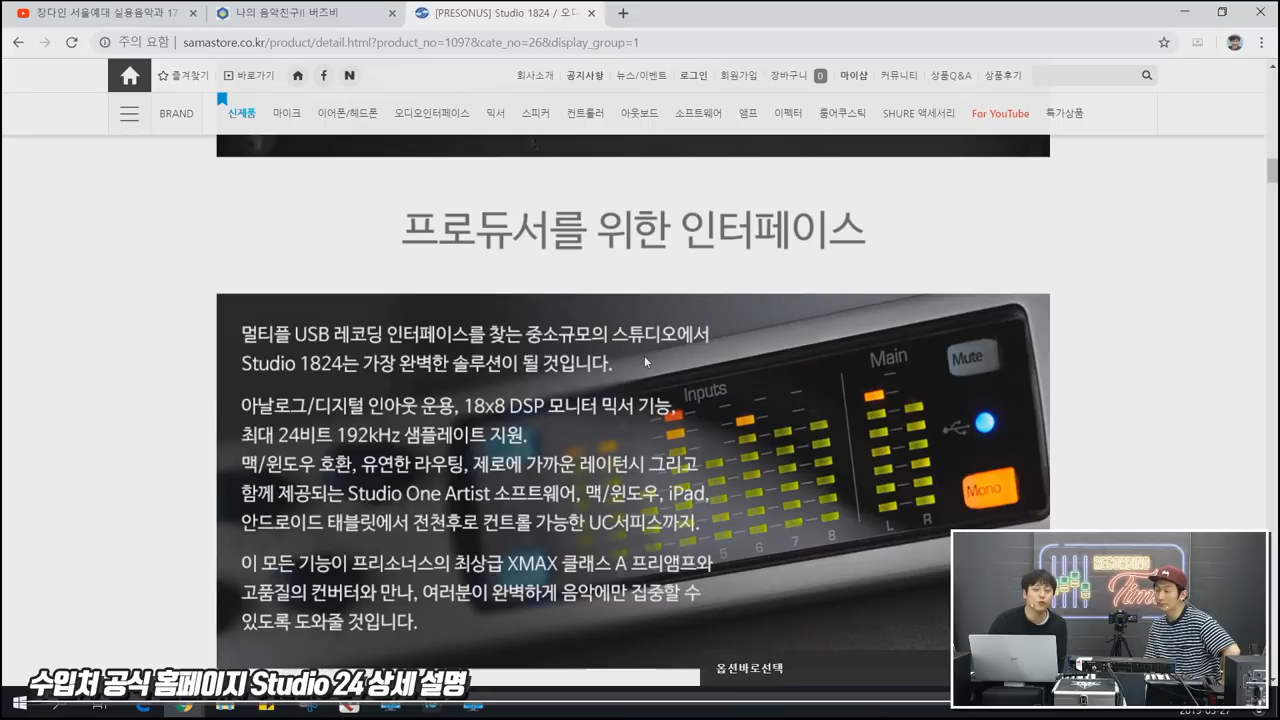 장다인 서울예대 실용음악과 17
나의 음악친구!! 버즈비
[PRESONUS] Studio 1824 / 오디
주의 요함
samastore.co.kr/product/detail.html?product_no=1097&cate_no=26&display_group=1
즐겨찾기
바로가기
회사소개 공지사항 뉴스/이벤트 로그인 회원가입 장바구니 0 마이샵 커뮤니티 상품Q&A 상품후기
BRAND 신제품 마이크 이어폰/헤드폰 오디오인터페이스 믹서 스피커 컨트롤러 아웃보드 소프트웨어 앰프 이펙터 룸어쿠스틱 SHURE 액세서리 For YouTube 특가상품
프로듀서를 위한 인터페이스
멀티플 USB 레코딩 인터페이스를 찾는 중소규모의 스튜디오에서
Studio 1824는 가장 완벽한 솔루션이 될 것입니다.
아날로그/디지털 인아웃 운용, 18x8 DSP 모니터 믹서 기능,
최대 24비트 192kHz 샘플레이트 지원.
맥/윈도우 호환, 유연한 라우팅, 제로에 가까운 레이턴시 그리고
함께 제공되는 Studio One Artist 소프트웨어, 맥/윈도우, iPad,
안드로이드 태블릿에서 전천후로 컨트롤 가능한 UC서피스까지.
이 모든 기능이 프리소너스의 최상급 XMAX 클래스 A 프리앰프와
고품질의 컨버터와 만나, 여러분이 완벽하게 음악에만 집중할 수
있도록 도와줄 것입니다.
Inputs
Main
Mute
Mono
5 6 7 8
L R
옵션바로선택
수입처 공식 홈페이지 Studio 24 상세 설명
2019-03-27